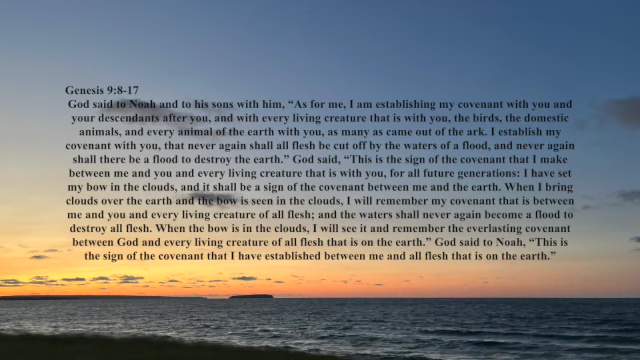 Genesis 9:8-17
God said to Noah and to his sons with him, “As for me, I am establishing my covenant with you and
your descendants after you, and with every living creature that is with you, the birds, the domestic
animals, and every animal of the earth with you, as many as came out of the ark. I establish my
covenant with you, that never again shall all flesh be cut off by the waters of a flood, and never again
shall there be a flood to destroy the earth.” God said, “This is the sign of the covenant that I make
between me and you and every living creature that is with you, for all future generations: I have set
my bow in the clouds, and it shall be a sign of the covenant between me and the earth. When I bring
clouds over the earth and the bow is seen in the clouds, I will remember my covenant that is between
me and you and every living creature of all flesh; and the waters shall never again become a flood to
destroy all flesh. When the bow is in the clouds, I will see it and remember the everlasting covenant
between God and every living creature of all flesh that is on the earth.” God said to Noah, “This is
the sign of the covenant that I have established between me and all flesh that is on the earth.”